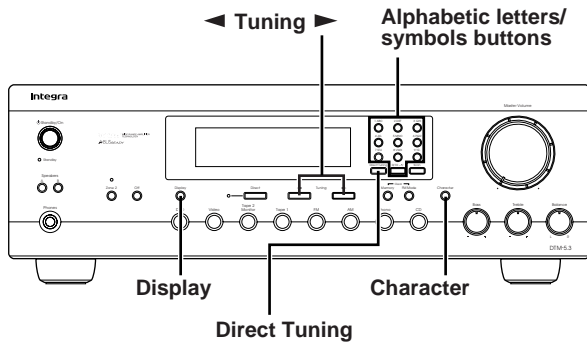 ◄ Tuning ►
Alphabetic letters/
symbols buttons
Integra
Standby/On
Master Volume
Standby
Speakers
Zone 2
Off
Display
Direct
Tuning
Character
Phones
Video
Tape 2
Monitor
Tape 1
FM
AM
CD
Bass
Treble
Balance
DTM-5.3
Display
Character
Direct Tuning